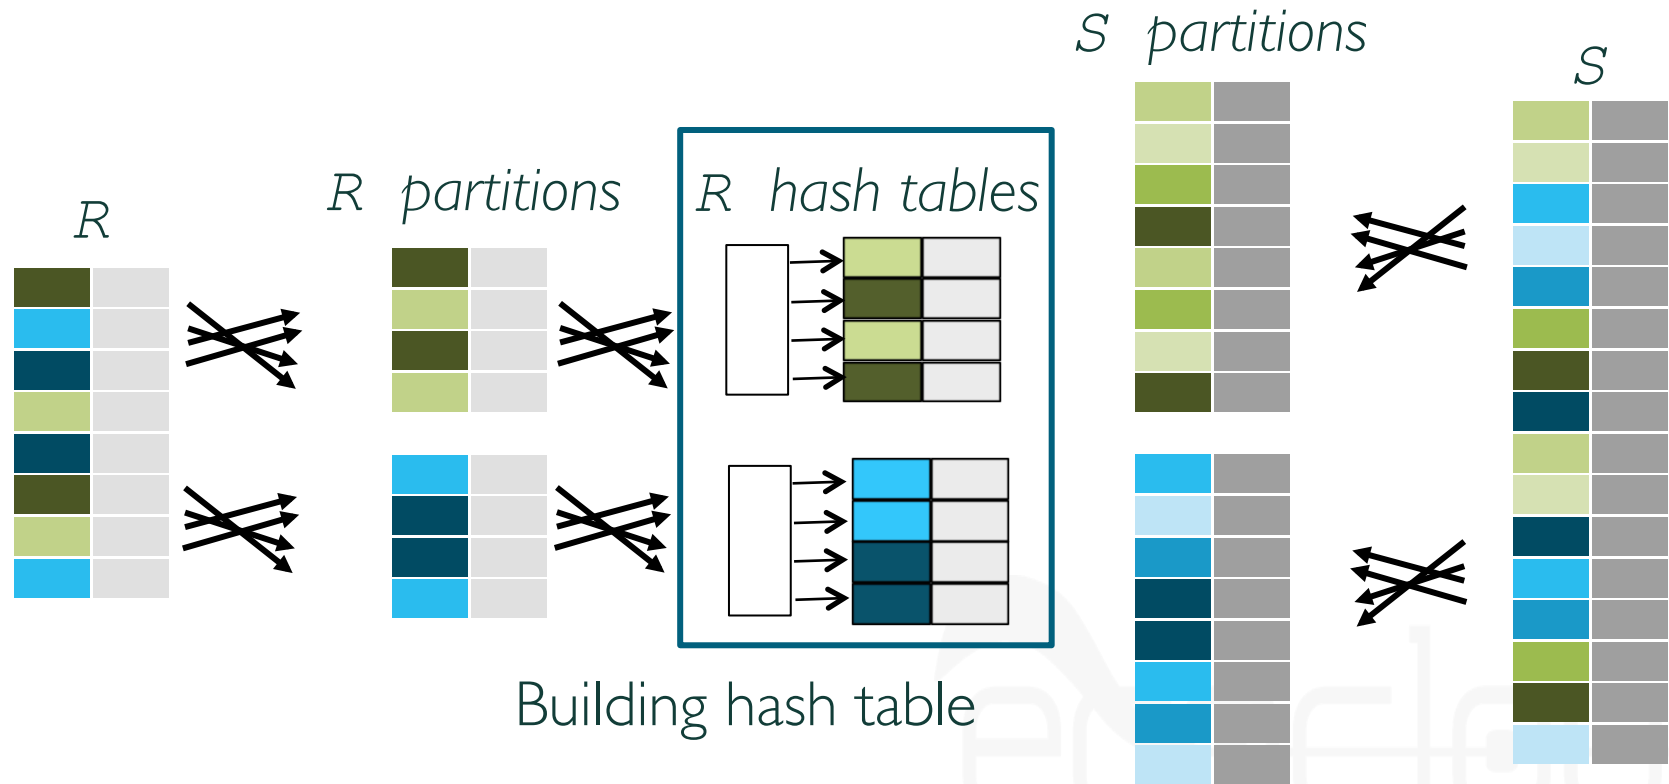 R
R partitions
R hash tables
S partitions
S
Building hash table